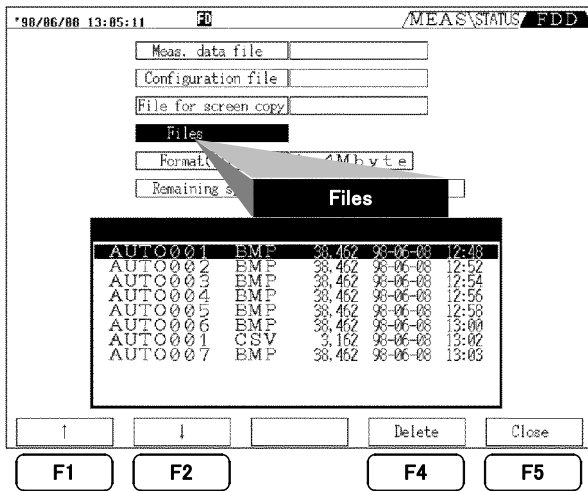 '98/06/08 13:05:11 FD /MEAS\STATUS/ FDD
Meas. data file
Configuration file
File for screen copy
Files
Format
Mbyte
Remaining
Files
AUTO001 BMP 38,462 98-06-08 12:48
AUTO002 BMP 38,462 98-06-08 12:52
AUTO003 BMP 38,462 98-06-08 12:54
AUTO004 BMP 38,462 98-06-08 12:56
AUTO005 BMP 38,462 98-06-08 12:58
AUTO006 BMP 38,462 98-06-08 13:00
AUTO001 CSV 3,162 98-06-08 13:02
AUTO007 BMP 38,462 98-06-08 13:03
↑ ↓ Delete Close
F1 F2 F4 F5